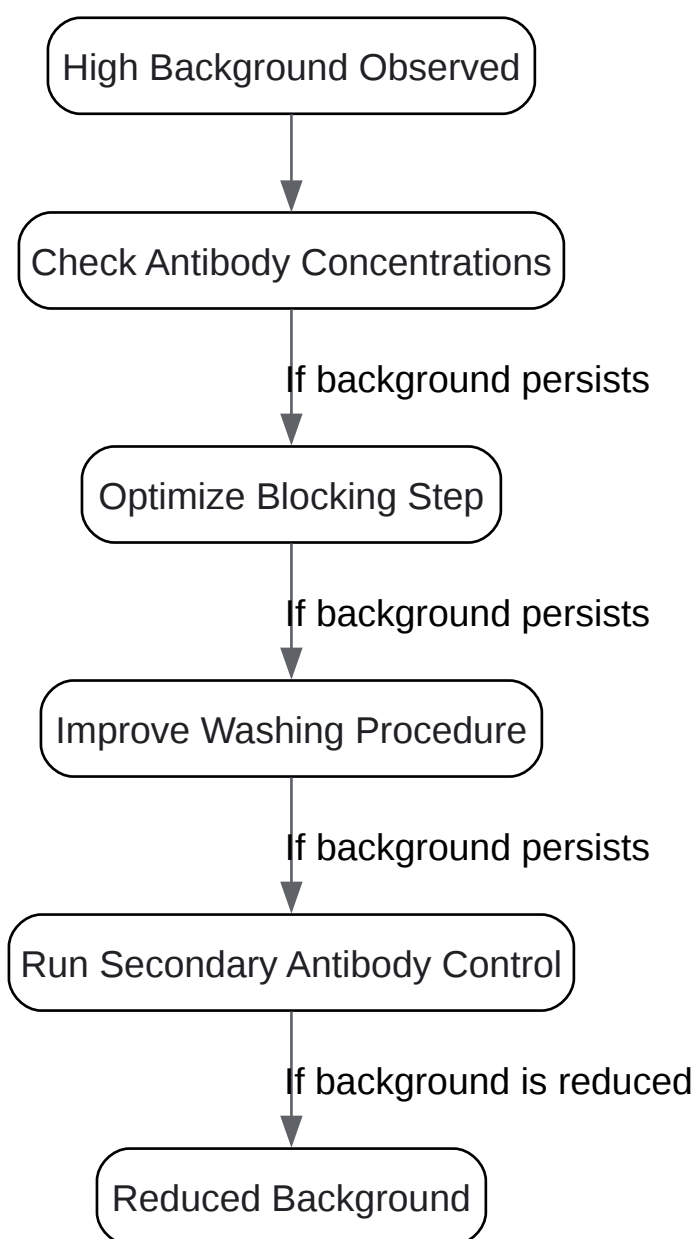 High Background Observed
Check Antibody Concentrations
If background persists
Optimize Blocking Step
If background persists
Improve Washing Procedure
If background persists
Run Secondary Antibody Control
If background is reduced
Reduced Background